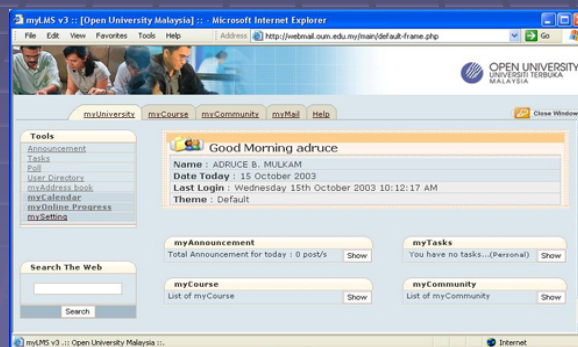 myLMS v3 :: [Open University Malaysia] :: - Microsoft Internet Explorer
File Edit View Favorites Tools Help Address http://webmail.oum.edu.my/main/default-frame.php Go
OPEN UNIVERSITY
UNIVERSITI TERBUKA
MALAYSIA
myUniversity myCourse myCommunity myMail Help Close Window
Tools
Announcement
Tasks
Poll
User Directory
myAddress book
myCalendar
myOnline Progress
mySetting
Good Morning adruce
Name : ADRUCE B. MULKAM
Date Today : 15 October 2003
Last Login : Wednesday 15th October 2003 10:12:17 AM
Theme : Default
myAnnouncement
Total Announcement for today : 0 post/s Show
myTasks
You have no tasks...(Personal) Show
Search The Web
Search
myCourse
List of myCourse Show
myCommunity
List of myCommunity Show
myLMS v3 .:: Open University Malaysia ::. Internet